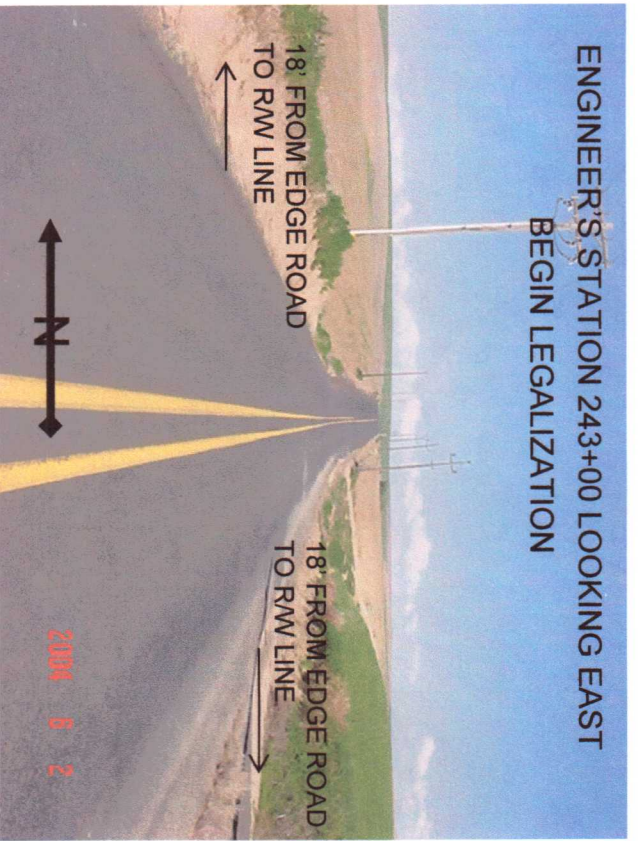 ENGINEER'S STATION 243+00 LOOKING EAST
BEGIN LEGALIZATION
18' FROM EDGE ROAD
TO R/W LINE
18' FROM EDGE ROAD
TO R/W LINE
N
2004 6 2